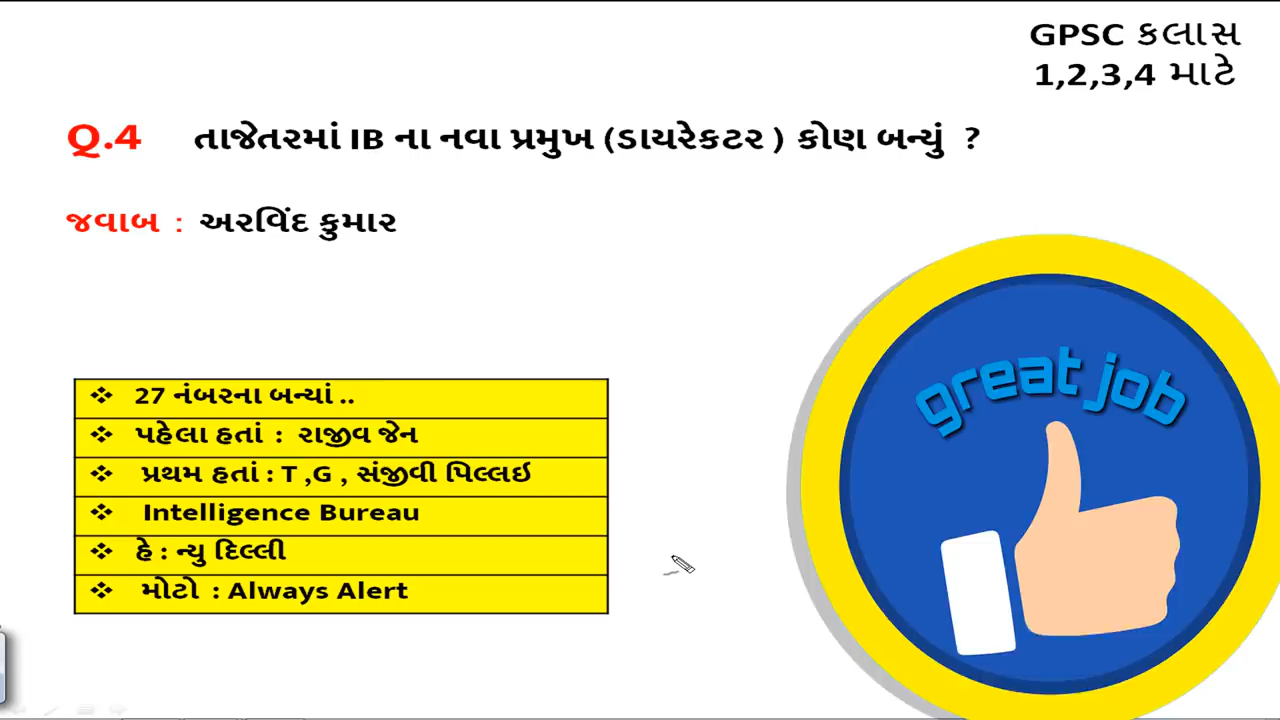 GPSC કલાસ
1,2,3,4 માટે
Q.4 તાજેતરમાં IB ના નવા પ્રમુખ (ડાયરેકટર ) કોણ બન્યું ?
જવાબ : અરવિંદ કુમાર
❖ 27 નંબરના બન્યાં ..
❖ પહેલા હતાં : રાજીવ જેન
❖ પ્રથમ હતાં : T ,G , સંજીવી પિલ્લઇ
❖ Intelligence Bureau
❖ હે : ન્યુ દિલ્લી
❖ મોટો : Always Alert
great job